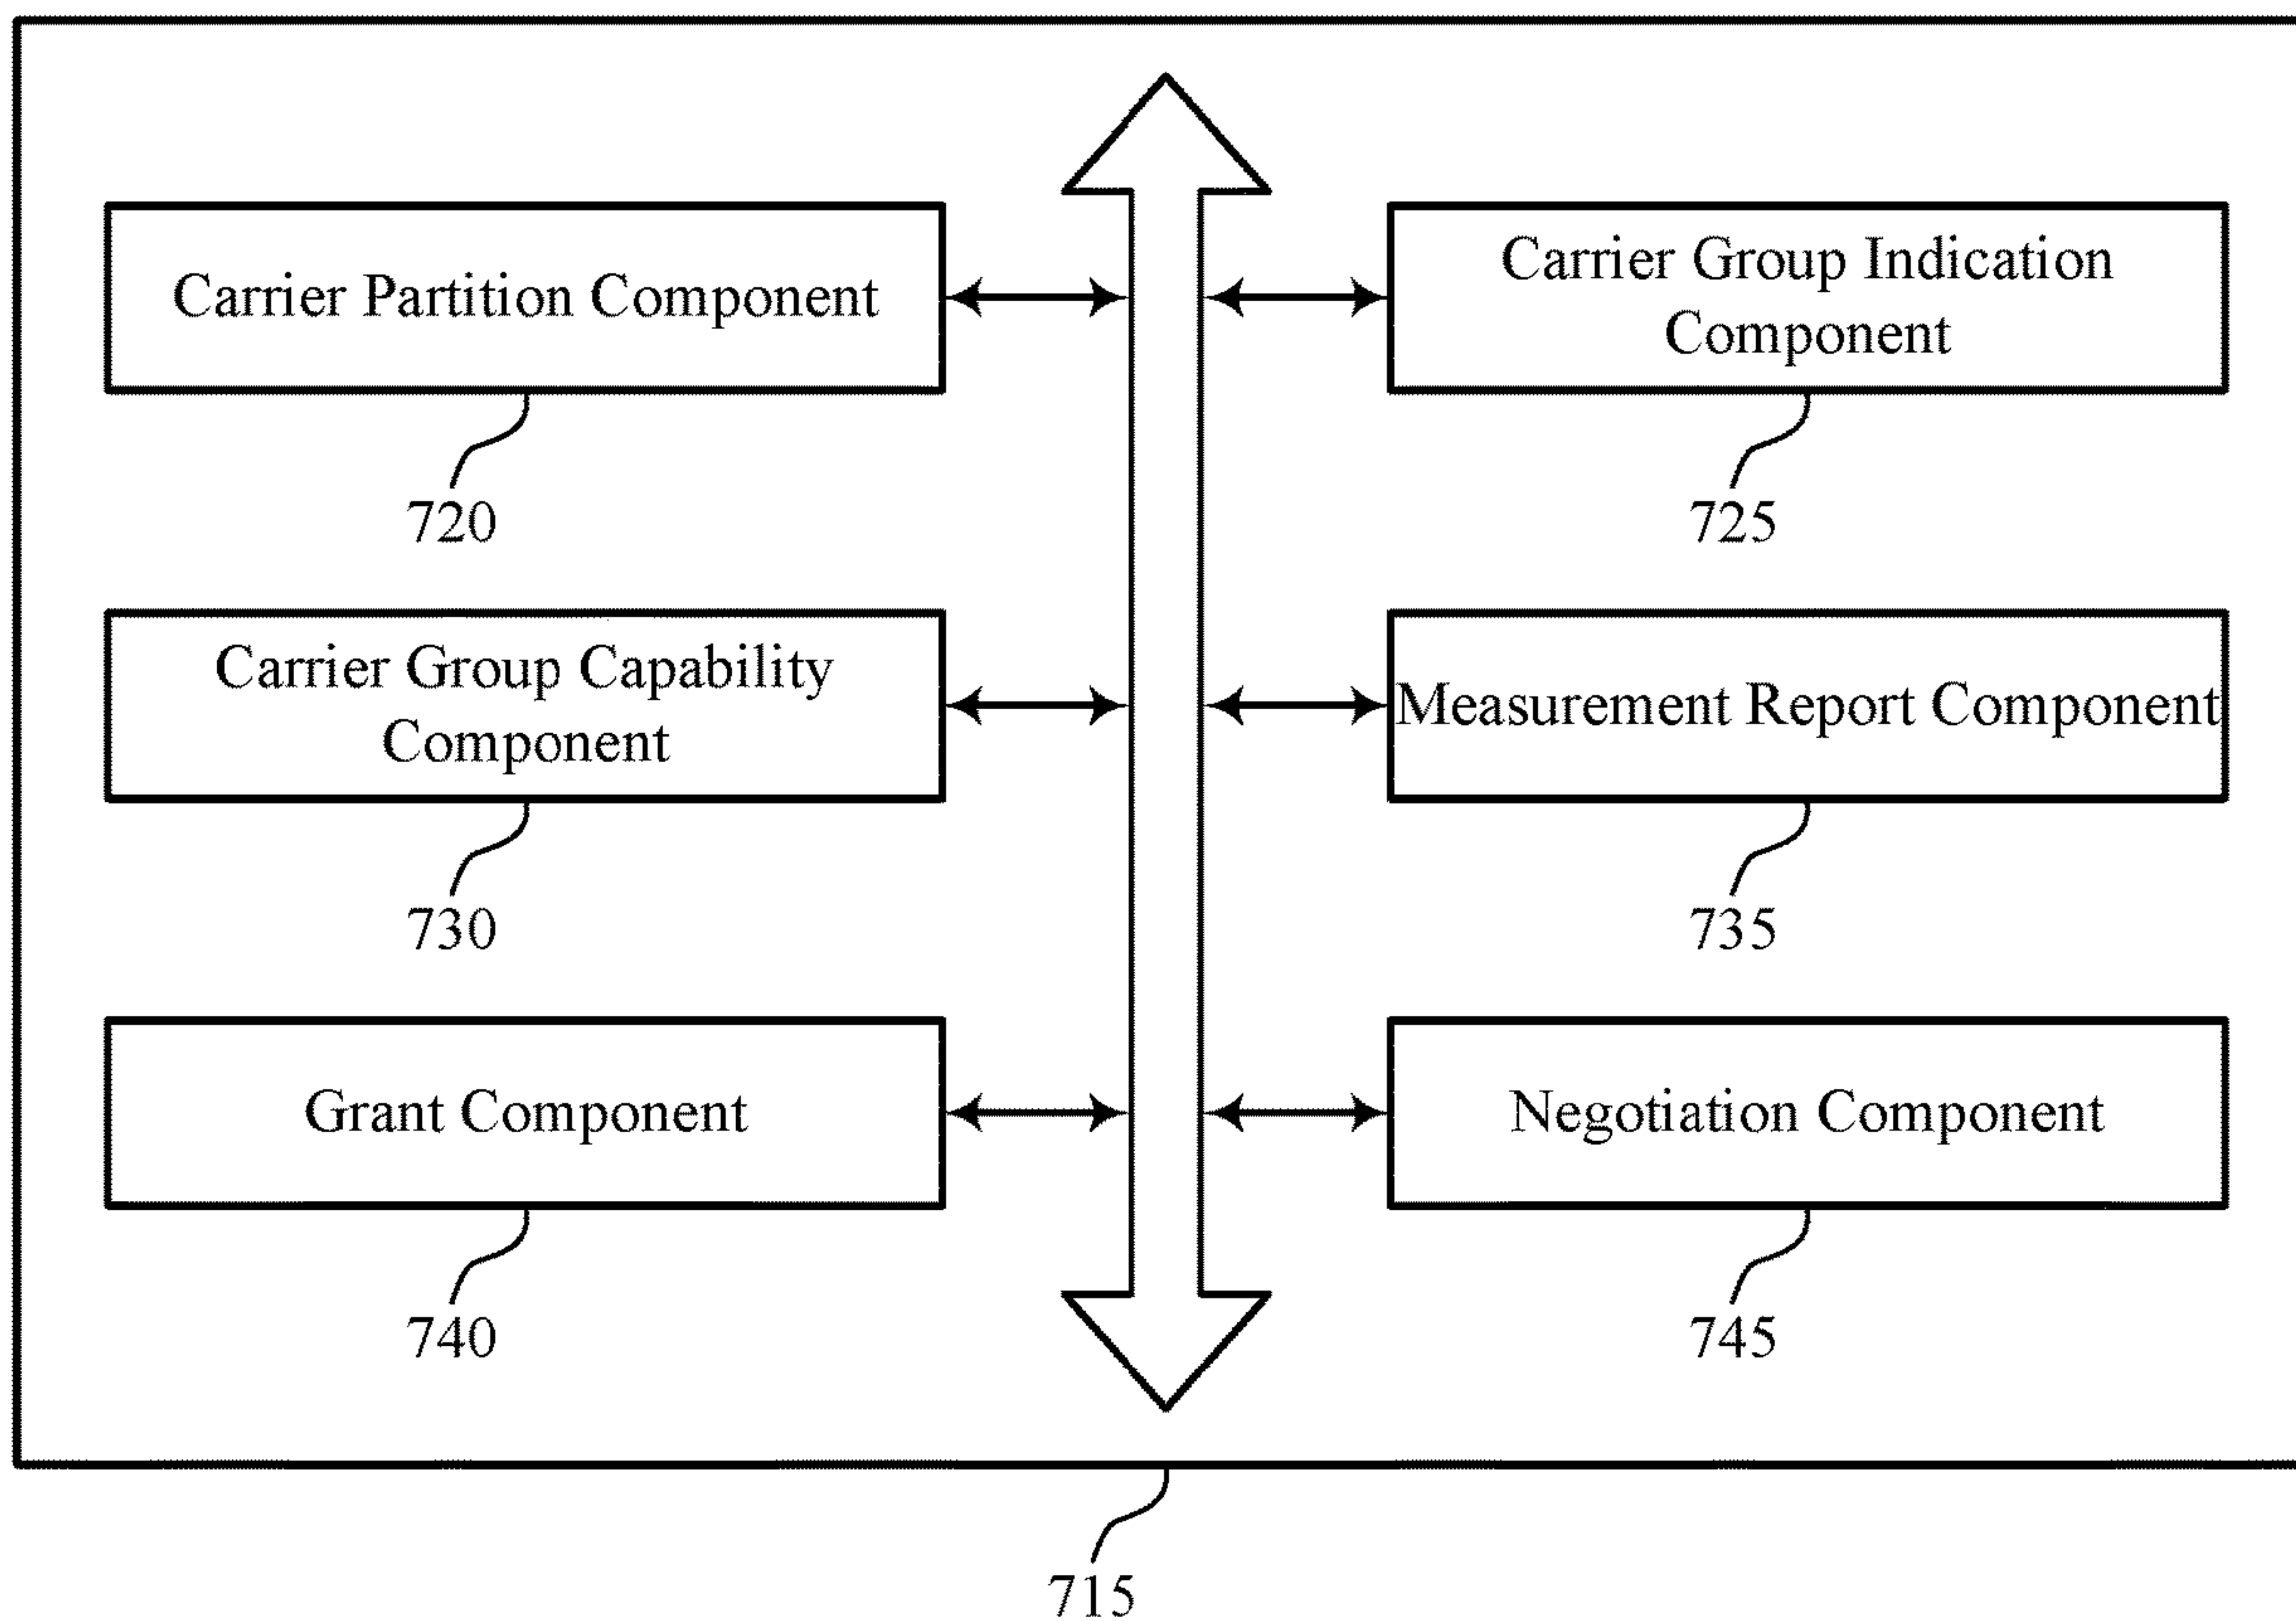 Carrier Partition Component
720
Carrier Group Indication
Component
725
Carrier Group Capability
Component
730
Measurement Report Component
735
Grant Component
740
Negotiation Component
745
715